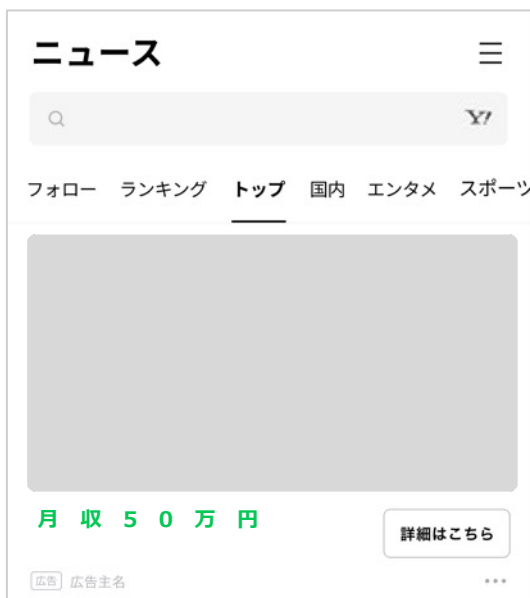 ニュース
Y!
フォロー ランキング トップ 国内 エンタメ スポーツ
月収50万円
詳細はこちら
広告 広告主名